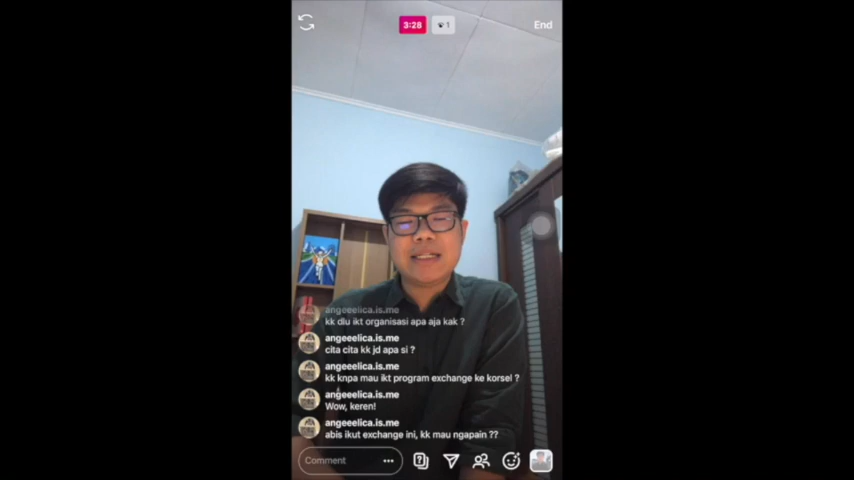 3:28
1
End
angeeelica.is.me
kk dlu ikt organisasi apa aja kak ?
angeeelica.is.me
cita cita kk jd apa si ?
angeeelica.is.me
kk knpa mau ikt program exchange ke korsel ?
angeeelica.is.me
Wow, keren!
angeeelica.is.me
abis ikut exchange ini, kk mau ngapain ??
Comment